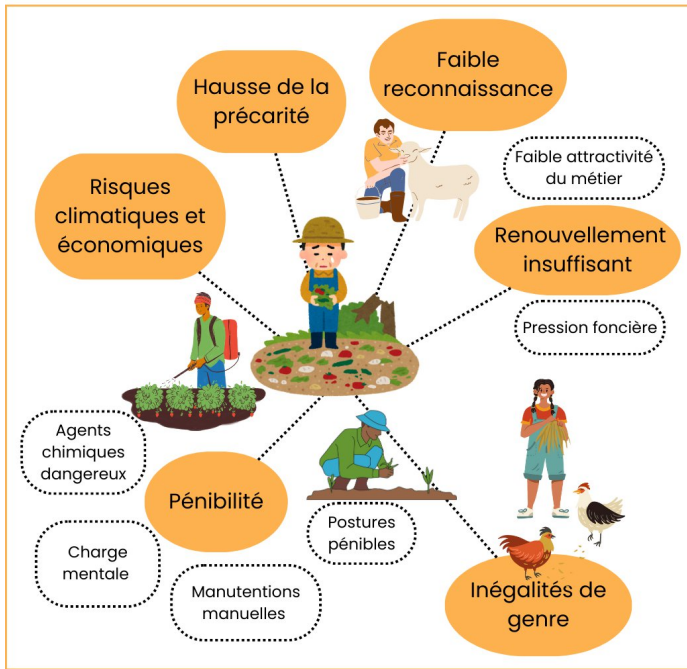 Faible
reconnaissance
Hausse de la
précarité
Faible attractivité
du métier
Risques
climatiques et
économiques
Renouvellement
insuffisant
Pression foncière
Agents
chimiques
dangereux
Pénibilité
Postures
pénibles
Charge
mentale
Manutentions
manuelles
Inégalités de
genre